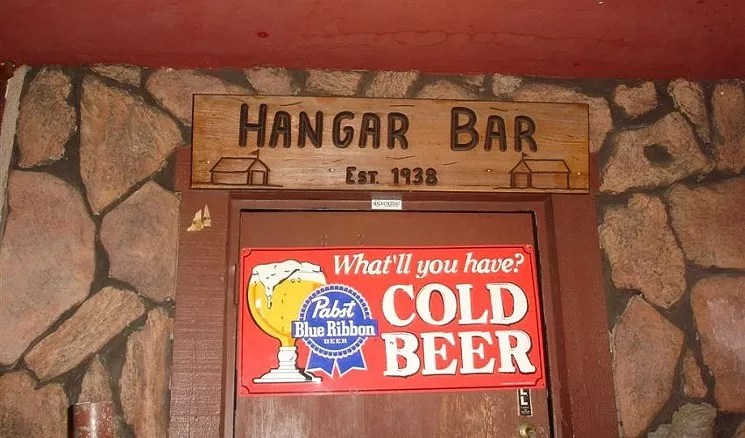 HANGAR BAR
EST. 1938
What'll you have?
Pabst
Blue Ribbon
BEER
COLD
BEER